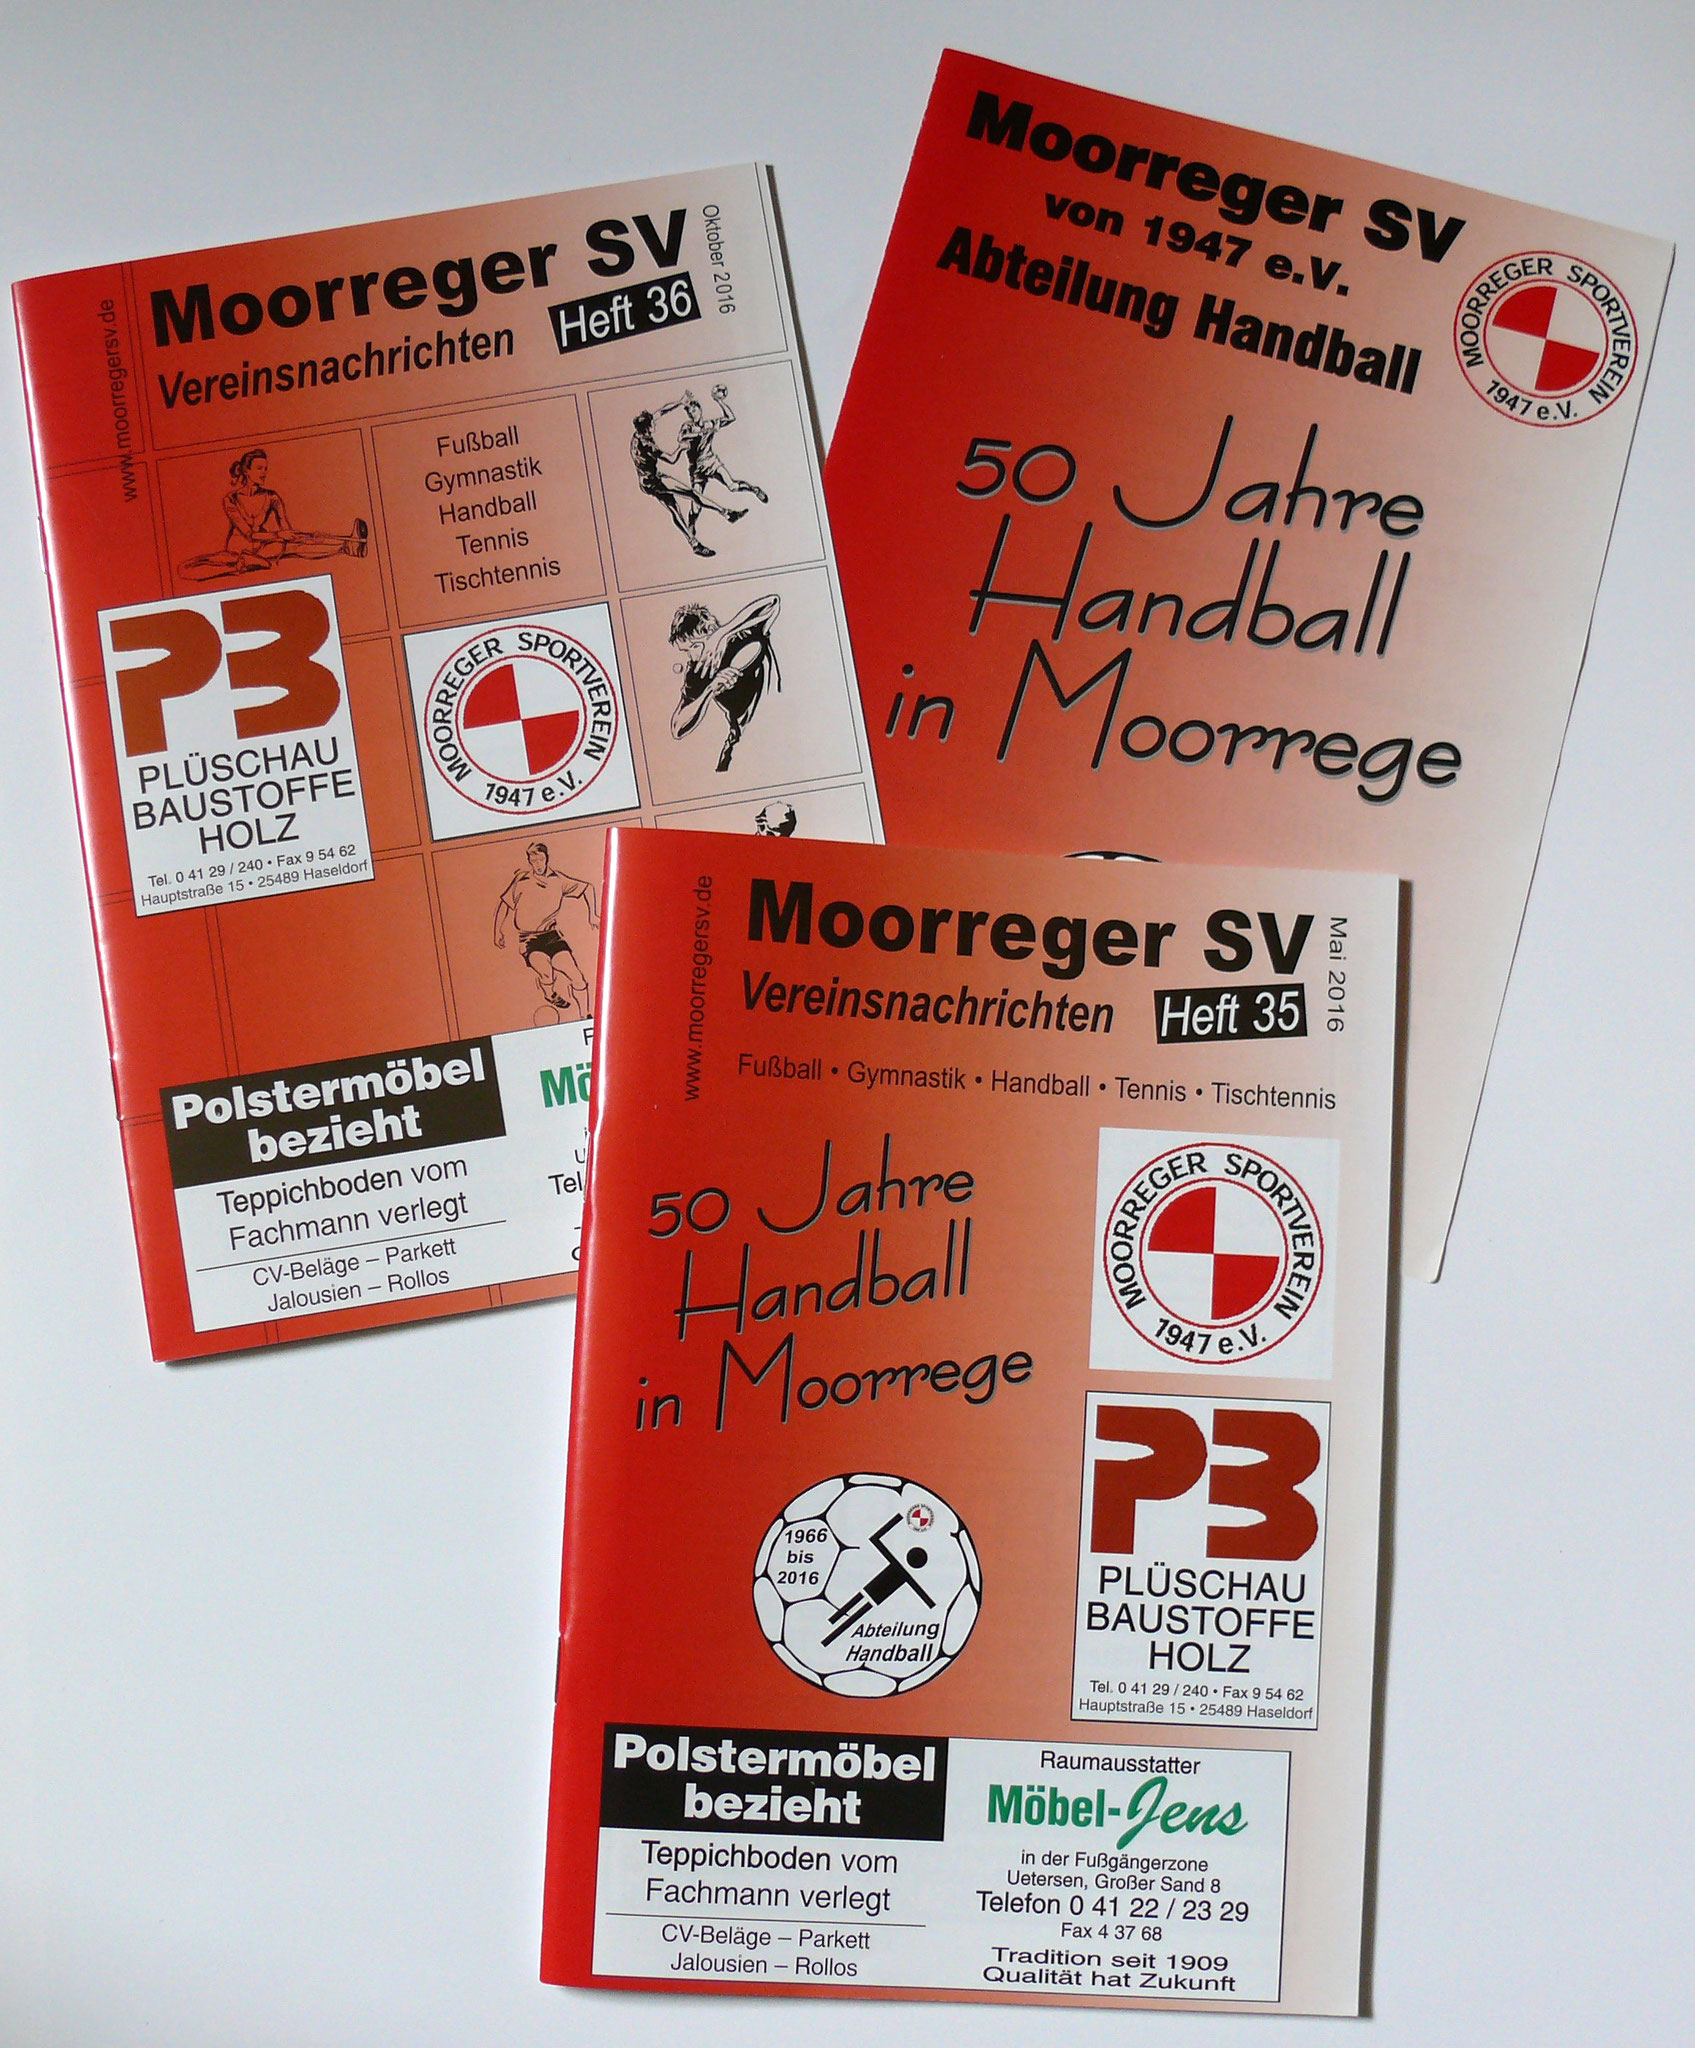 www.moorregersv.de
Moorreger SV
Oktober 2016
Vereinsnachrichten
Heft 36
Fußball
Gymnastik
Handball
Tennis
Tischtennis
P3
PLÜSCHAU
BAUSTOFFE
HOLZ
Tel. 0 41 29 / 240 • Fax 9 54 62
Hauptstraße 15 • 25489 Haseldorf
MOORREGER SPORTVEREIN
1947 e.V.
Polstermöbel
bezieht
Teppichboden vom
Fachmann verlegt
CV-Beläge – Parkett
Jalousien – Rollos
Mö
Tel
Moorreger SV
von 1947 e.V.
Abteilung Handball
MOORREGER SPORTVEREIN
1947 e.V.
50 Jahre
Handball
in Moorrege
www.moorregersv.de
Moorreger SV
Mai 2016
Vereinsnachrichten
Heft 35
Fußball • Gymnastik • Handball • Tennis • Tischtennis
50 Jahre
Handball
in Moorrege
MOORREGER SPORTVEREIN
1947 e.V.
1966
bis
2016
Abteilung
Handball
P3
PLÜSCHAU
BAUSTOFFE
HOLZ
Tel. 0 41 29 / 240 • Fax 9 54 62
Hauptstraße 15 • 25489 Haseldorf
Polstermöbel
bezieht
Teppichboden vom
Fachmann verlegt
CV-Beläge – Parkett
Jalousien – Rollos
Raumausstatter
Möbel-Jens
in der Fußgängerzone
Uetersen, Großer Sand 8
Telefon 0 41 22 / 23 29
Fax 4 37 68
Tradition seit 1909
Qualität hat Zukunft